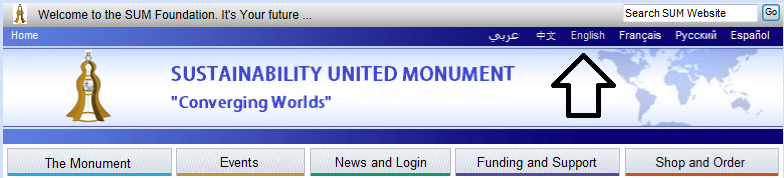 Welcome to the SUM Foundation. It's Your future ... Search SUM Website Go
Home عربي 中文 English Français Русский Español
SUSTAINABILITY UNITED MONUMENT
"Converging Worlds"
The Monument Events News and Login Funding and Support Shop and Order